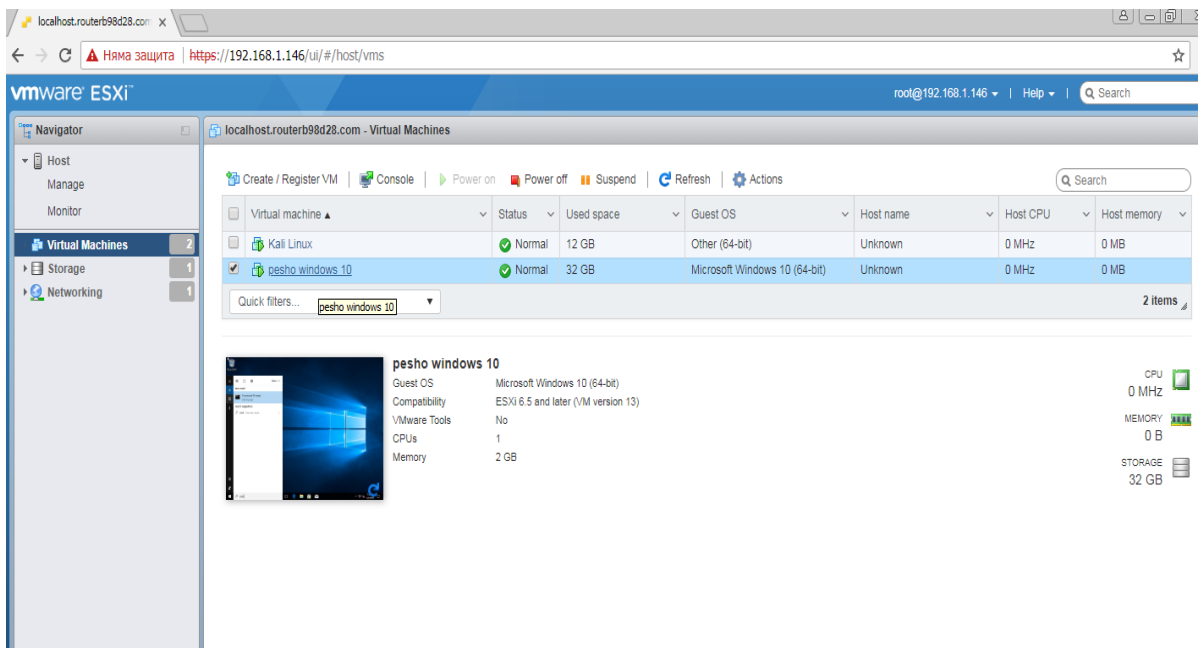 localhost.routerb98d28.com
Няма защита | https://192.168.1.146/ui/#/host/vms
vmware ESXi™ root@192.168.1.146 | Help | Search
Navigator localhost.routerb98d28.com - Virtual Machines
Host
Manage
Monitor
Virtual Machines 2
Storage 1
Networking 1
Create / Register VM | Console | Power on Power off Suspend | Refresh | Actions Search
Virtual machine Status Used space Guest OS Host name Host CPU Host memory
Kali Linux Normal 12 GB Other (64-bit) Unknown 0 MHz 0 MB
pesho windows 10 Normal 32 GB Microsoft Windows 10 (64-bit) Unknown 0 MHz 0 MB
Quick filters... pesho windows 10 2 items
pesho windows 10
Guest OS Microsoft Windows 10 (64-bit)
Compatibility ESXi 6.5 and later (VM version 13)
VMware Tools No
CPUs 1
Memory 2 GB
CPU
0 MHz
MEMORY
0 B
STORAGE
32 GB